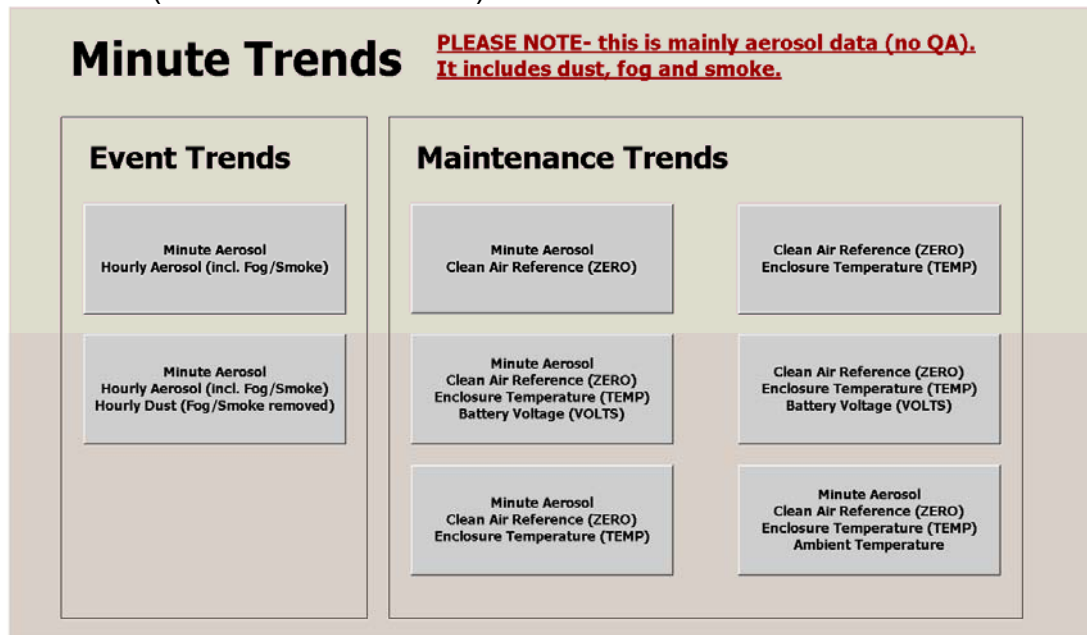 Minute Trends
PLEASE NOTE- this is mainly aerosol data (no QA).
It includes dust, fog and smoke.
Event Trends
Minute Aerosol
Hourly Aerosol (incl. Fog/Smoke)
Minute Aerosol
Hourly Aerosol (incl. Fog/Smoke)
Hourly Dust (Fog/Smoke removed)
Maintenance Trends
Minute Aerosol
Clean Air Reference (ZERO)
Clean Air Reference (ZERO)
Enclosure Temperature (TEMP)
Minute Aerosol
Clean Air Reference (ZERO)
Enclosure Temperature (TEMP)
Battery Voltage (VOLTS)
Clean Air Reference (ZERO)
Enclosure Temperature (TEMP)
Battery Voltage (VOLTS)
Minute Aerosol
Clean Air Reference (ZERO)
Enclosure Temperature (TEMP)
Minute Aerosol
Clean Air Reference (ZERO)
Enclosure Temperature (TEMP)
Ambient Temperature